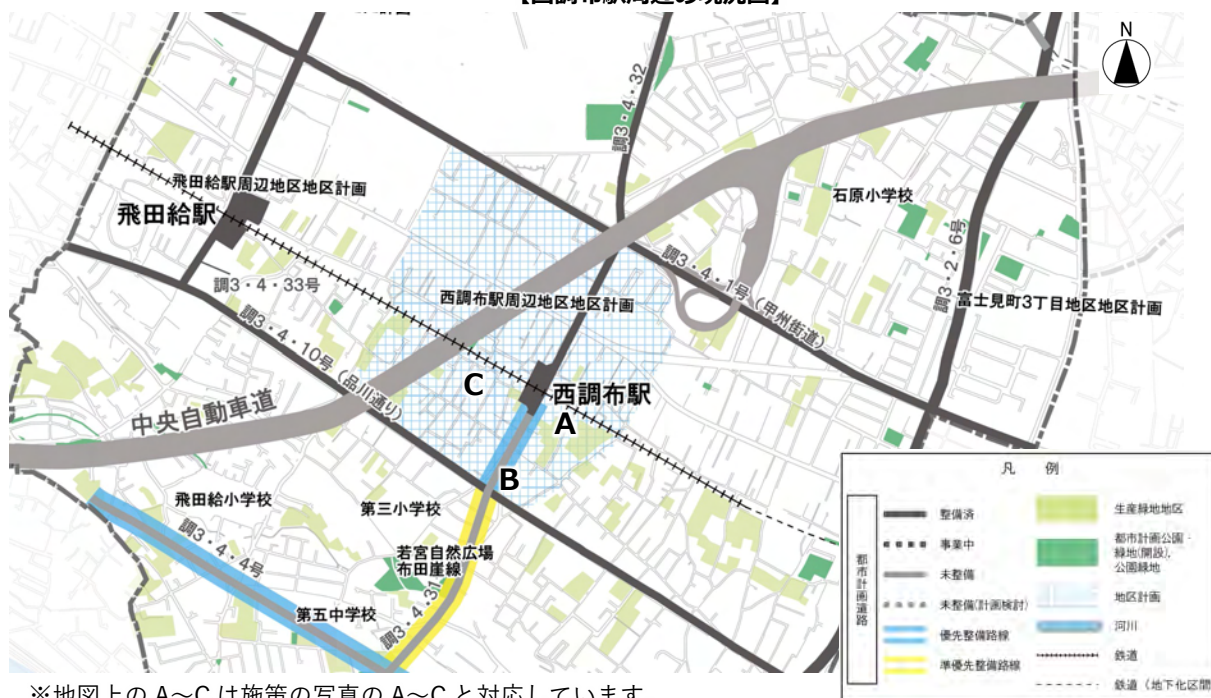 【西調布駅周辺の現況図】
N
調3・4・32
飛田給駅周辺地区地区計画
飛田給駅
石原小学校
調3・4・1号（甲州街道）
調3・2・6号
富士見町3丁目地区地区計画
調3・4・33号
西調布駅周辺地区地区計画
調3・4・10号（品川通り）
中央自動車道
C
西調布駅
A
B
飛田給小学校
第三小学校
調3・4・4号
若宮自然広場
布田崖線
第五中学校
調3・4・31
凡 例
都市計画道路
整備済
事業中
未整備
未整備(計画検討)
優先整備路線
準優先整備路線
生産緑地地区
都市計画公園・
緑地(開設)、
公園緑地
地区計画
河川
鉄道
鉄道（地下化区間
※地図上の A～C は施策の写真の A～C と対応しています